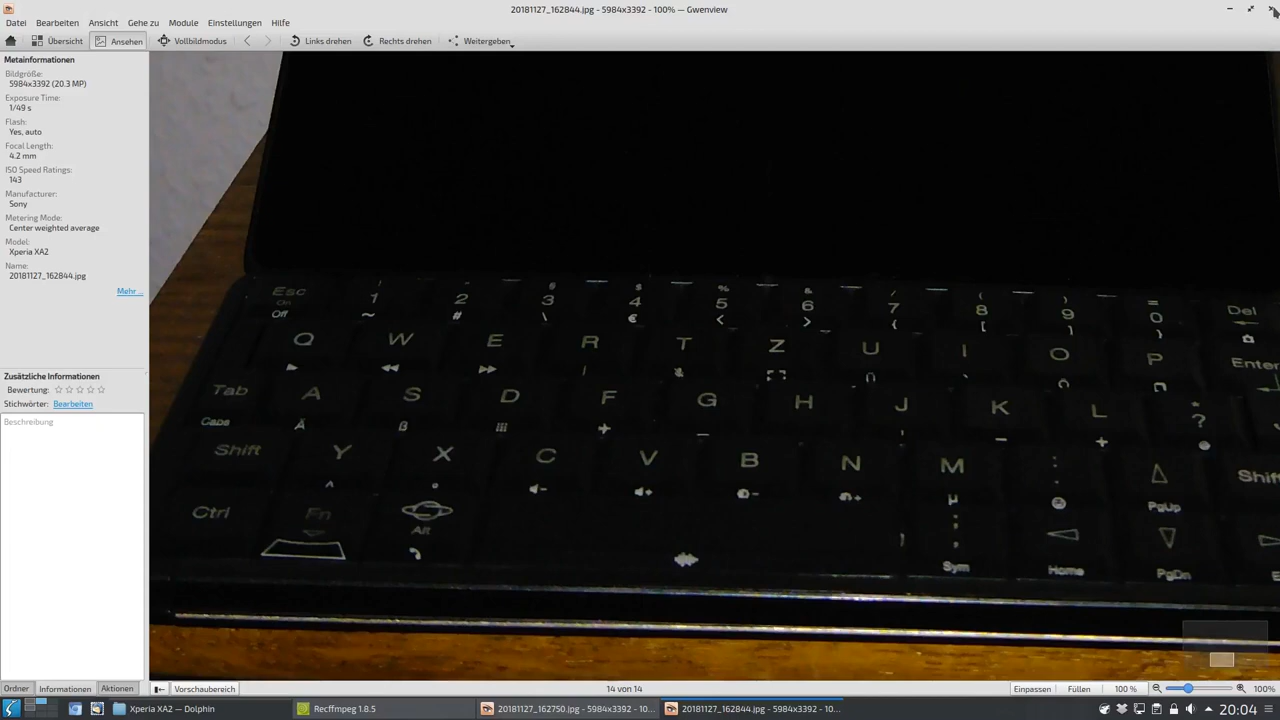 20181127_162844.jpg - 5984x3392 - 100% — Gwenview
Datei Bearbeiten Ansicht Gehe zu Module Einstellungen Hilfe
Übersicht Ansehen Vollbildmodus Links drehen Rechts drehen Weitergeben
Metainformationen
Bildgröße:
5984x3392 (20.3 MP)
Exposure Time:
1/49 s
Flash:
Yes, auto
Focal Length:
4.2 mm
ISO Speed Ratings:
143
Manufacturer:
Sony
Metering Mode:
Center weighted average
Model:
Xperia XA2
Name:
20181127_162844.jpg
Mehr ...
Zusätzliche Informationen
Bewertung:
Stichwörter: Bearbeiten
Beschreibung
Ordner Informationen Aktionen
Esc 1 2 3 4 5 6 7 8 9 0 Del
On
Off ~ # \ € < > { [ ] }
Q W E R T Z U I O P Enter
Tab A S D F G H J K L ?
Caps Ä ß
Shift Y X C V B N M Shift
µ PgUp
Ctrl Fn Alt
Sym Home PgDn
Vorschaubereich 14 von 14 Einpassen Füllen 100 % 100%
Xperia XA2 — Dolphin Recffmpeg 1.8.5 20181127_162750.jpg - 5984x3392 - 10... 20181127_162844.jpg - 5984x3392 - 10... 20:04